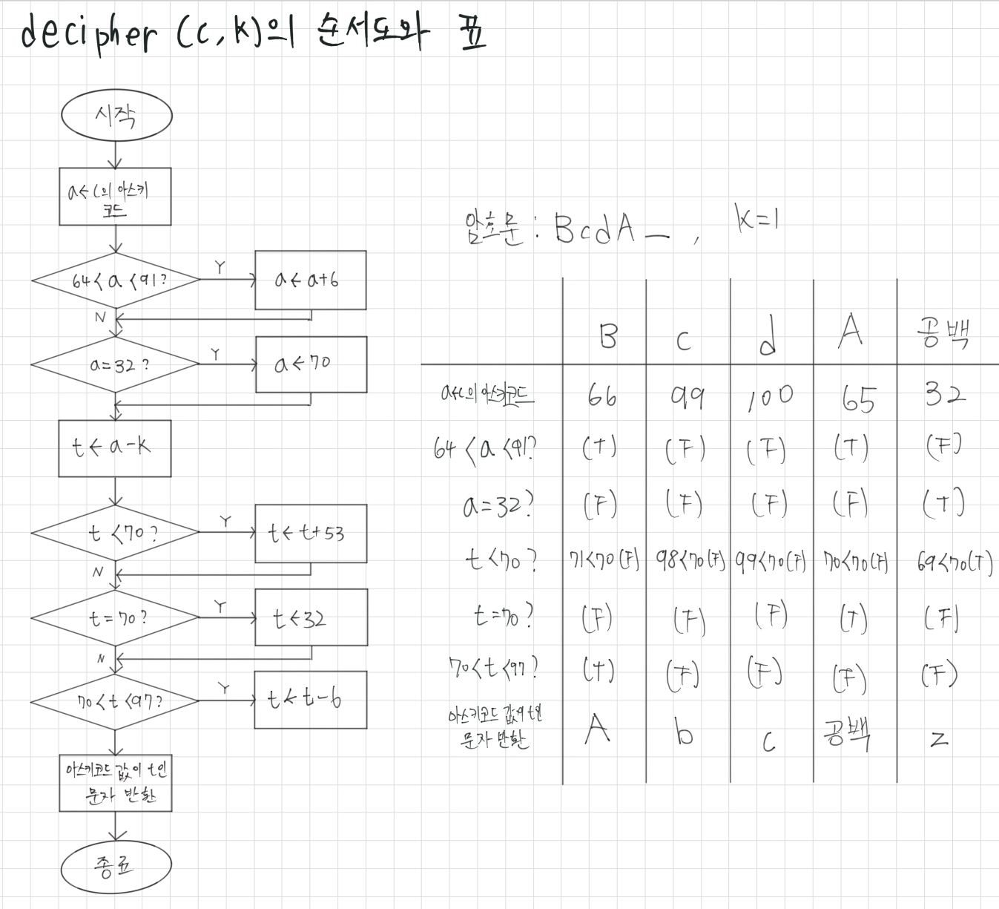 decipher (c, k)의 순서도와 표
시작
a←c의 아스키
코드
64< a <91?
Y
a← a+6
N
a=32?
Y
a←70
t← a-k
t <70?
Y
t← t+53
N
t=70?
Y
t←32
N
70<t<97?
Y
t← t-6
아스키코드 값이 t인
문자 반환
종료
암호문: BcdA_ , k=1
B c d A 공백
a←c의 아스키코드 66 99 100 65 32
64<a<91? (T) (F) (F) (T) (F)
a=32? (F) (F) (F) (F) (T)
t<70? 71<70(F) 98<70(F) 99<70(F) 70<70(F) 69<70(T)
t=70? (F) (F) (F) (T) (F)
70<t<97? (T) (F) (F) (F) (F)
아스키코드 값이 t인
문자 반환 A b c 공백 z